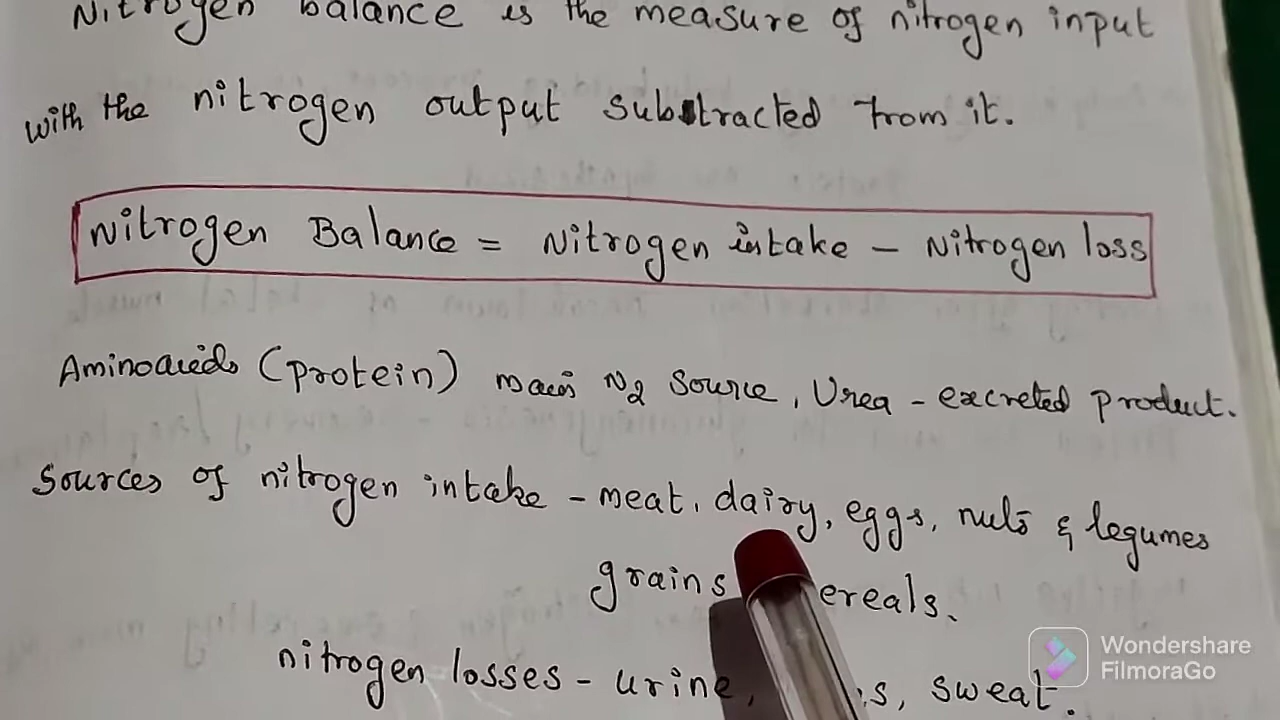 Nitrogen balance is the measure of nitrogen input
with the nitrogen output substracted from it.
Nitrogen Balance = Nitrogen intake - Nitrogen loss
Aminoacids (protein) main N2 source, Urea - excreted product.
Sources of nitrogen intake - meat, dairy, eggs, nuts & legumes
grains ereals.
nitrogen losses - urine, s, sweat.
Wondershare
FilmoraGo